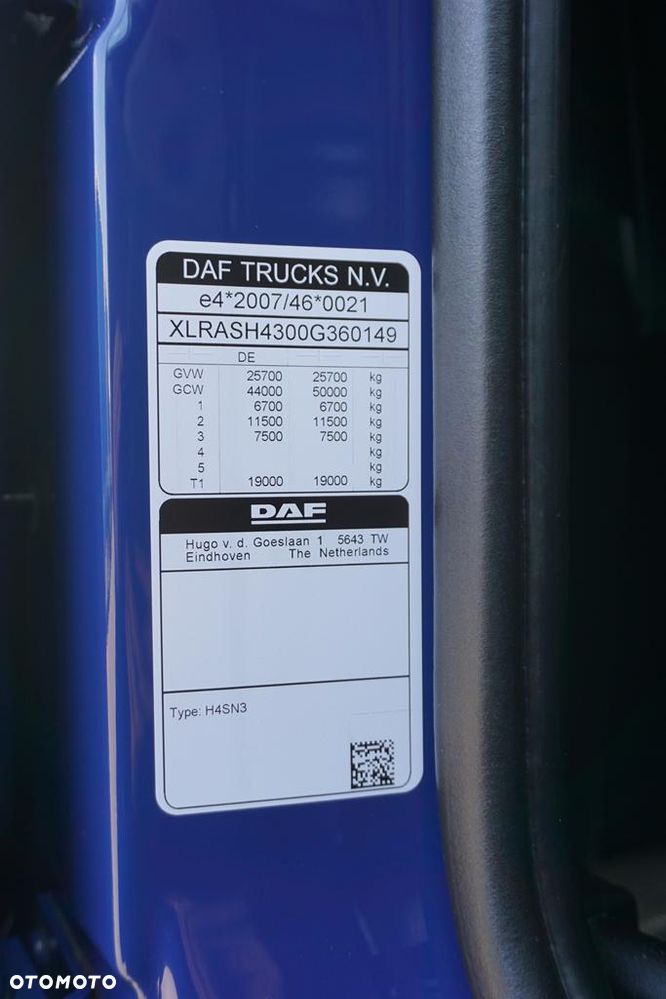 DAF TRUCKS N.V.
e4*2007/46*0021
XLRASH4300G360149
DE
GVW 25700 25700 kg
GCW 44000 50000 kg
1 6700 6700 kg
2 11500 11500 kg
3 7500 7500 kg
4 kg
5 kg
T1 19000 19000 kg
DAF
Hugo v. d. Goeslaan 1 5643 TW
Eindhoven The Netherlands
Type: H4SN3
OTOMOTO